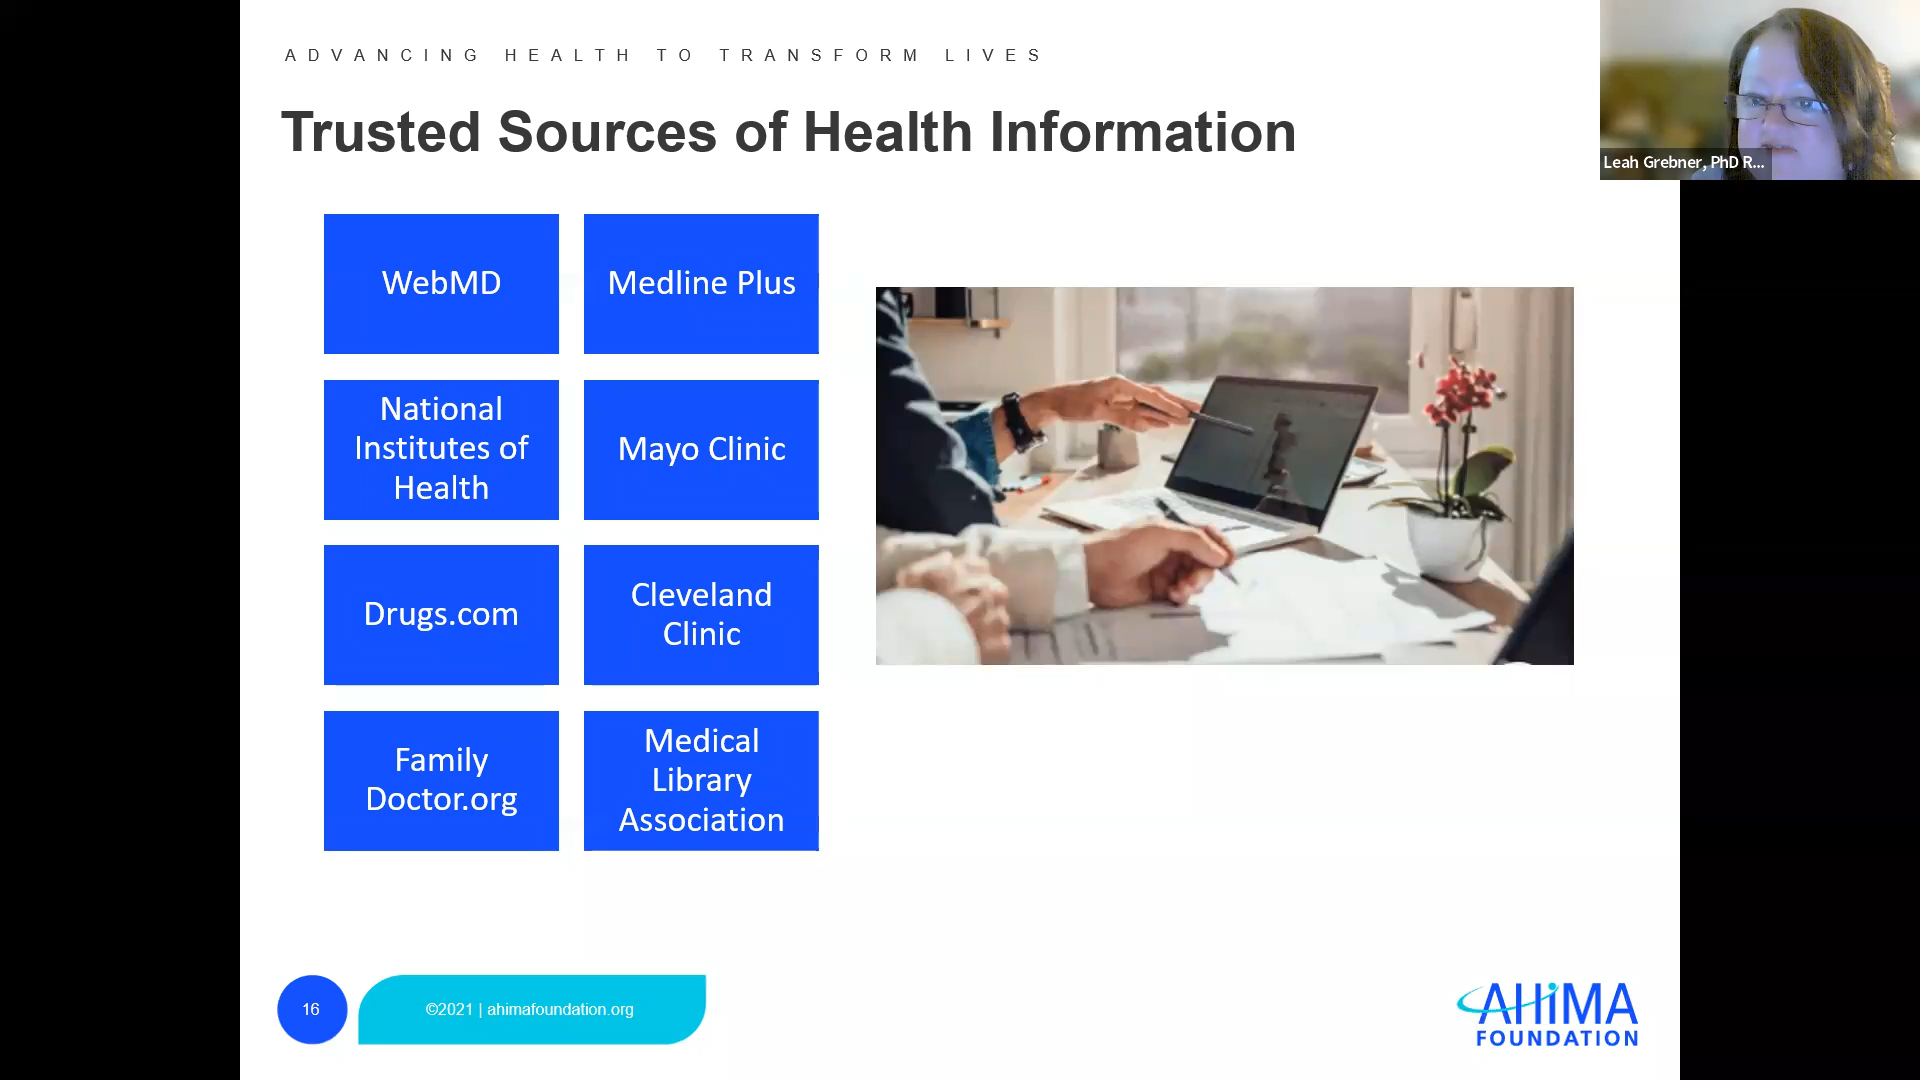 ADVANCING HEALTH TO TRANSFORM LIVES
Trusted Sources of Health Information
Leah Grebner, PhD R...
WebMD
Medline Plus
National
Institutes of
Health
Mayo Clinic
Drugs.com
Cleveland
Clinic
Family
Doctor.org
Medical
Library
Association
16
©2021 | ahimafoundation.org
AHiMA
FOUNDATION